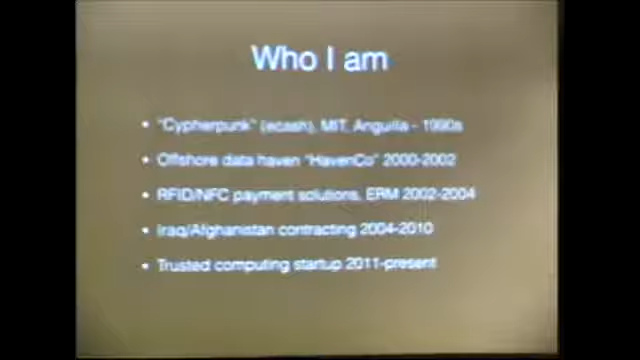 Who I am
• "Cypherpunk" (ecash), MIT, Anguilla - 1990s
• Offshore data haven "HavenCo" 2000-2002
• RFID/NFC payment solutions, ERM 2002-2004
• Iraq/Afghanistan contracting 2004-2010
• Trusted computing startup 2011-present